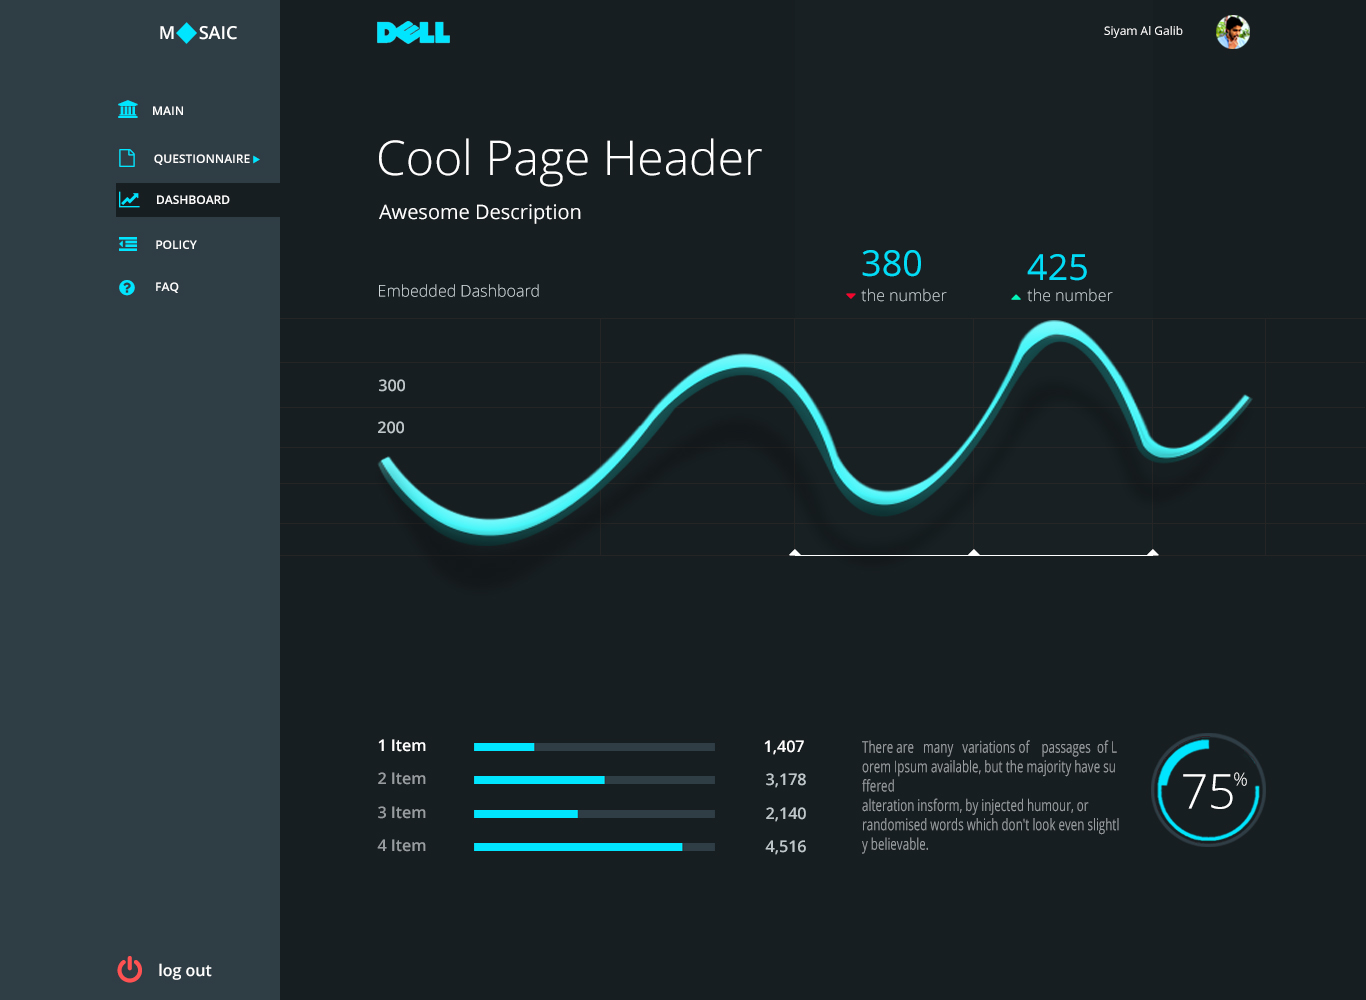 M SAIC
MAIN
QUESTIONNAIRE
DASHBOARD
POLICY
FAQ
log out
DELL
Siyam Al Galib
Cool Page Header
Awesome Description
Embedded Dashboard
380
the number
425
the number
300
200
1 Item 1,407
2 Item 3,178
3 Item 2,140
4 Item 4,516
There are many variations of passages of L
orem Ipsum available, but the majority have su
ffered
alteration insform, by injected humour, or
randomised words which don't look even slightl
y believable.
75%